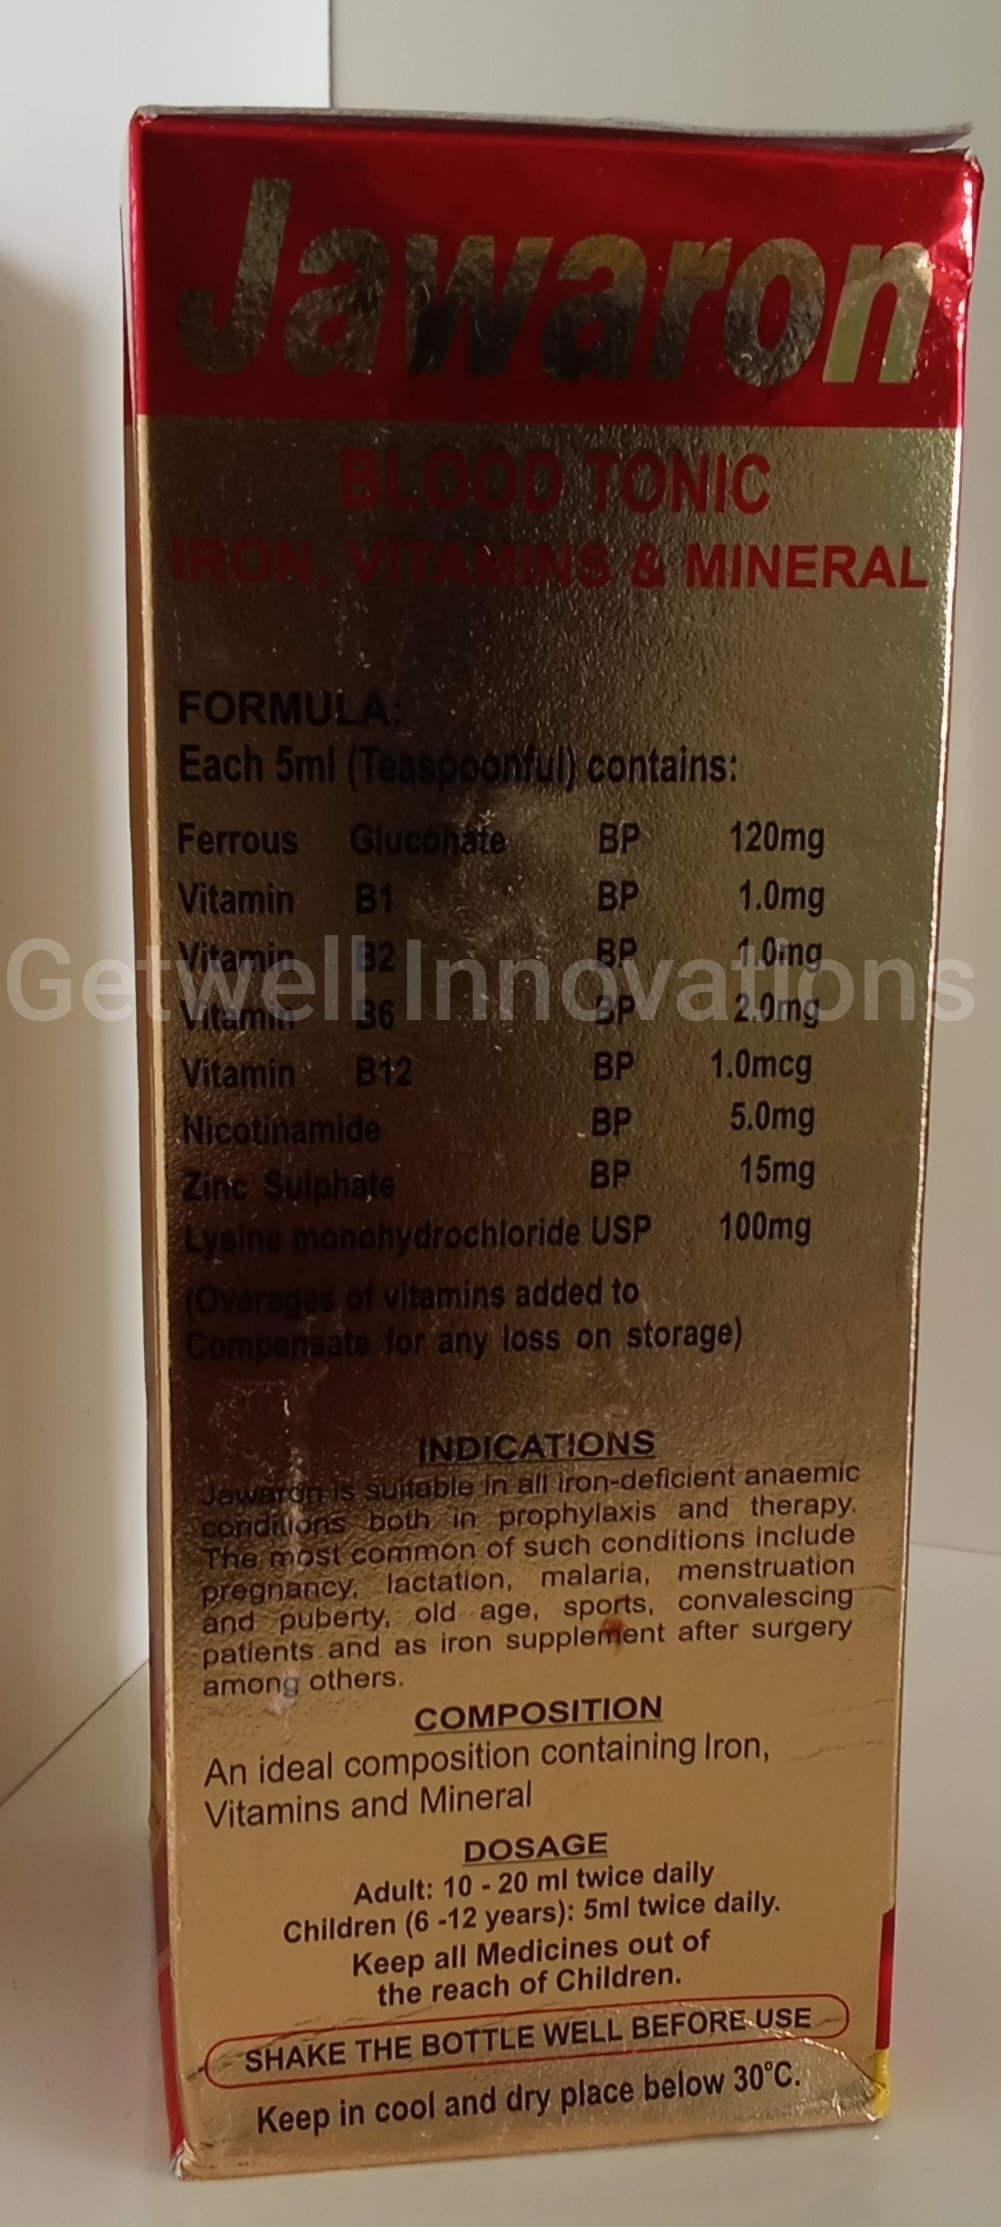 Jawaron
BLOOD TONIC
IRON, VITAMINS & MINERAL
FORMULA:
Each 5ml (Teaspoonful) contains:
Ferrous Gluconate BP 120mg
Vitamin B1 BP 1.0mg
Vitamin B2 BP 1.0mg
Getwell Innovations
Vitamin B6 BP 2.0mg
Vitamin B12 BP 1.0mcg
Nicotinamide BP 5.0mg
Zinc Sulphate BP 15mg
Lysine monohydrochloride USP 100mg
(Overages of vitamins added to
Compensate for any loss on storage)
INDICATIONS
Jawaron is suitable in all iron-deficient anaemic
conditions both in prophylaxis and therapy.
The most common of such conditions include
pregnancy, lactation, malaria, menstruation
and puberty, old age, sports, convalescing
patients and as iron supplement after surgery
among others.
COMPOSITION
An ideal composition containing Iron,
Vitamins and Mineral
DOSAGE
Adult: 10 - 20 ml twice daily
Children (6 -12 years): 5ml twice daily.
Keep all Medicines out of
the reach of Children.
SHAKE THE BOTTLE WELL BEFORE USE
Keep in cool and dry place below 30°C.